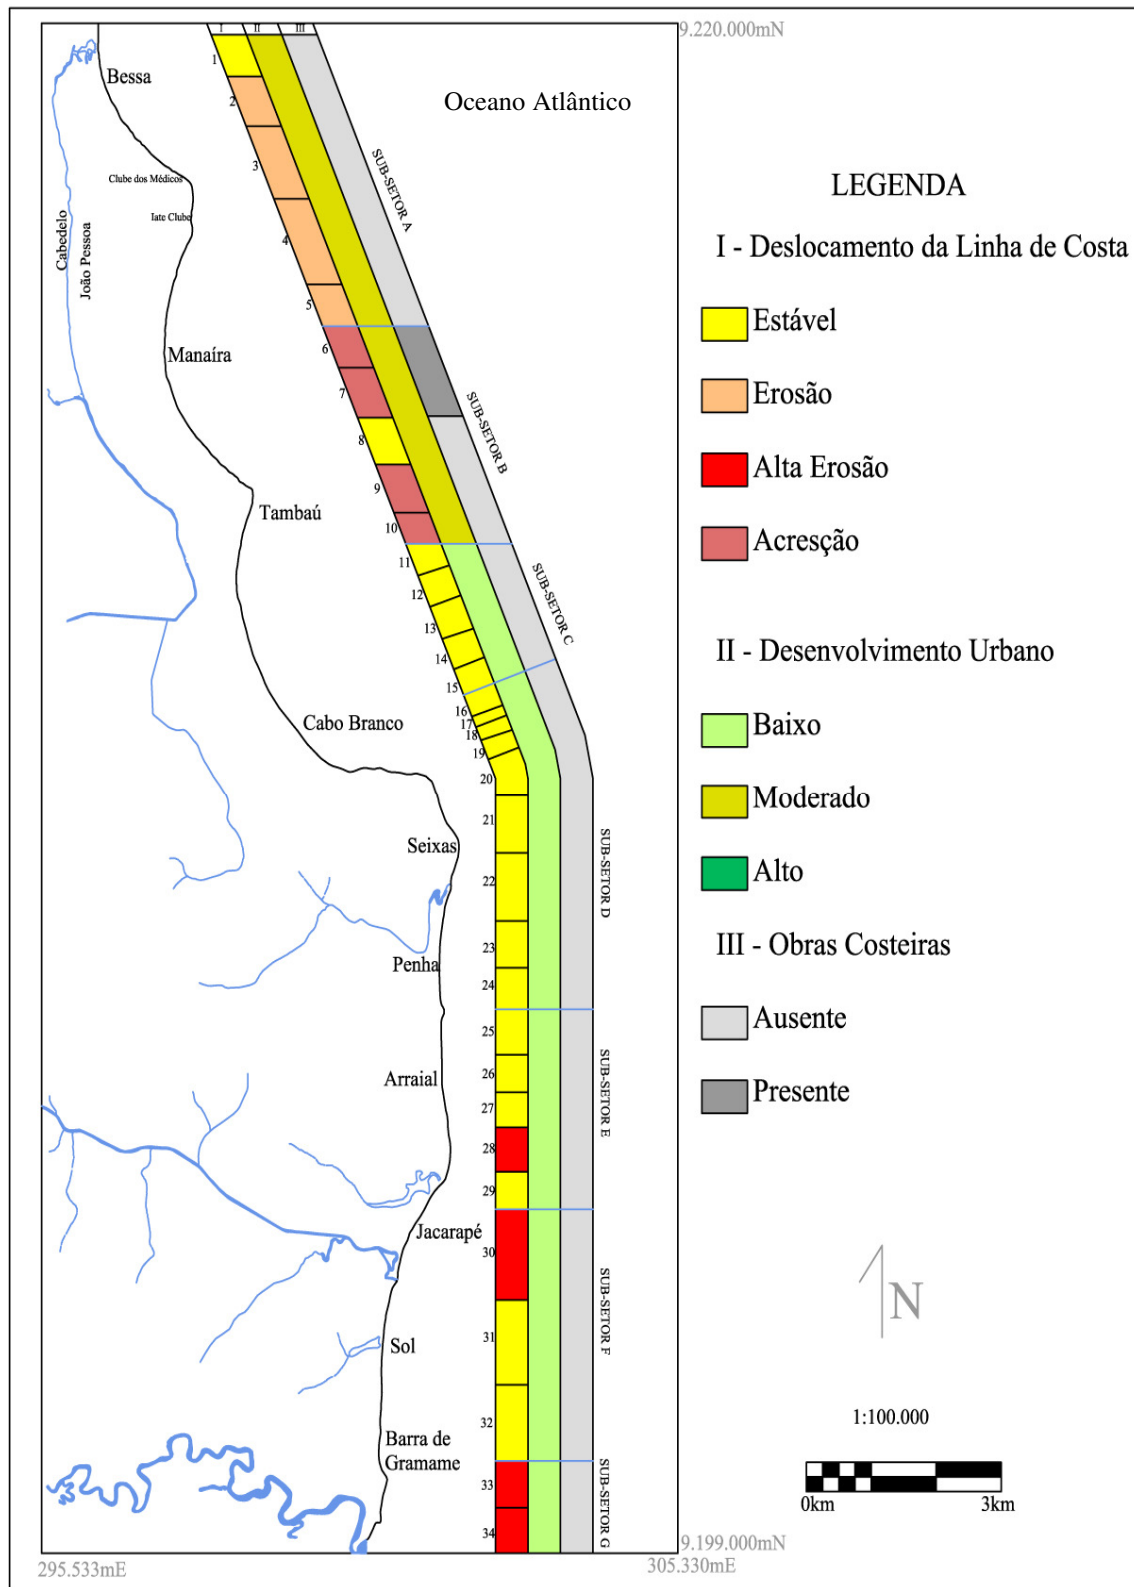 9.220.000mN
I II III
1
Bessa
2
Oceano Atlântico
SUB-SETOR A
3
Clube dos Médicos
Iate Clube
Cabedelo
João Pessoa
4
5
6
Manaíra
7
SUB-SETOR B
8
9
Tambaú
10
11
SUB-SETOR C
12
13
14
15
16
Cabo Branco
17
18
19
20
21
Seixas
SUB-SETOR D
22
23
Penha
24
25
SUB-SETOR E
26
Arraial
27
28
29
Jacarapé
30
SUB-SETOR F
31
Sol
32
Barra de
Gramame
33
SUB-SETOR G
34
9.199.000mN
295.533mE
305.330mE
LEGENDA
I - Deslocamento da Linha de Costa
Estável
Erosão
Alta Erosão
Acresção
II - Desenvolvimento Urbano
Baixo
Moderado
Alto
III - Obras Costeiras
Ausente
Presente
N
1:100.000
0km 3km